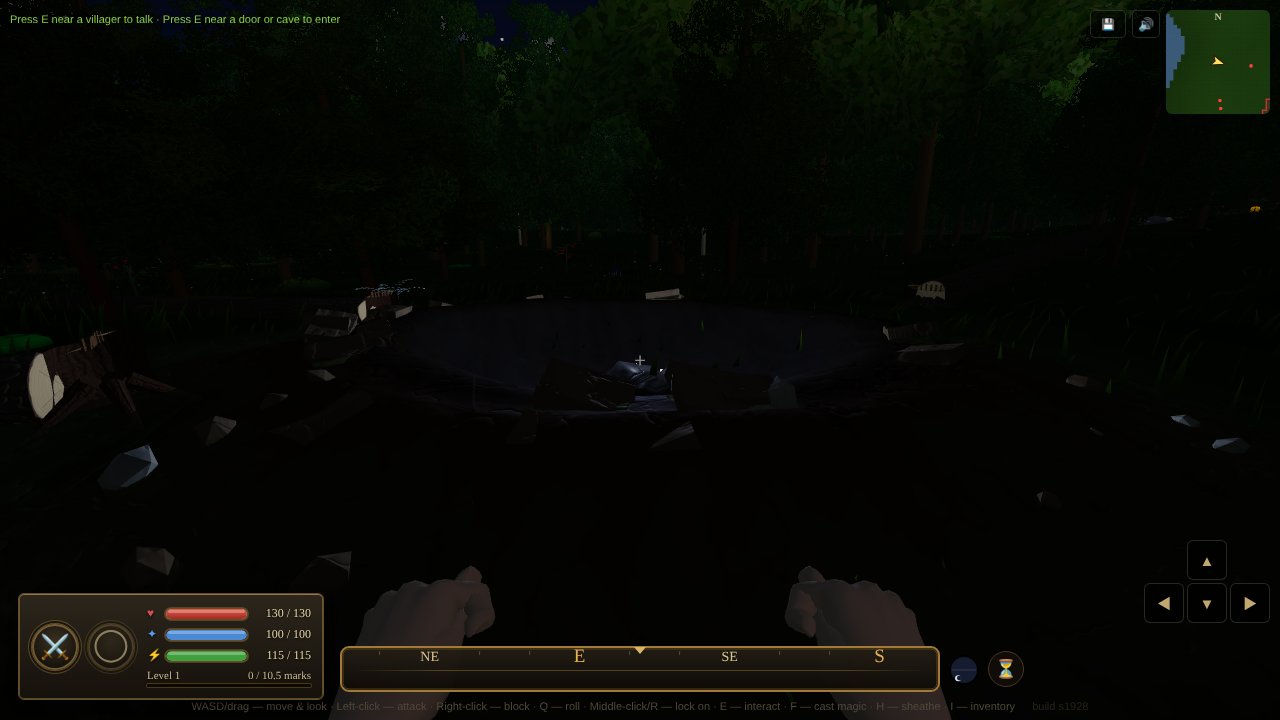 Press E near a villager to talk · Press E near a door or cave to enter
N
130 / 130
100 / 100
115 / 115
Level 1
0 / 10,5 marks
NE
E
SE
S
WASD/drag — move & look · Left-click — attack · Right-click — block · Q — roll · Middle-click/R — lock on · E — interact · F — cast magic · H — sheathe · I — inventory
build s1928